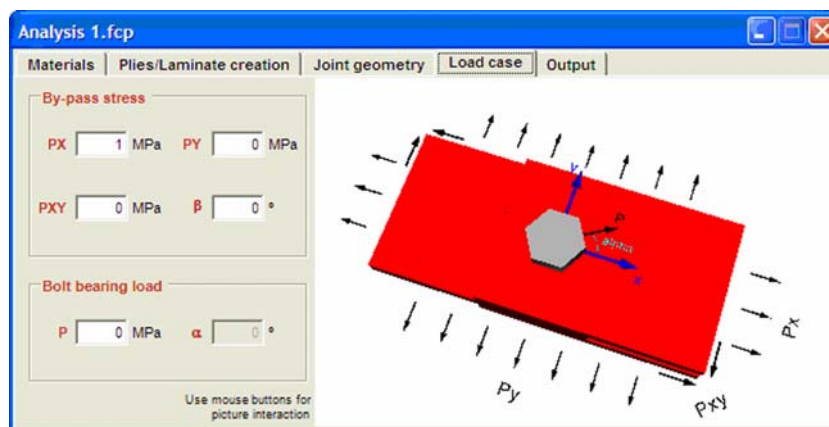 Analysis 1.fcp
Materials Plies/Laminate creation Joint geometry Load case Output
By-pass stress
PX 1 MPa PY 0 MPa
PXY 0 MPa β 0 º
Bolt bearing load
P 0 MPa α 0 º
Use mouse buttons for
picture interaction
y
P
alpha
x
Px
Py
Pxy